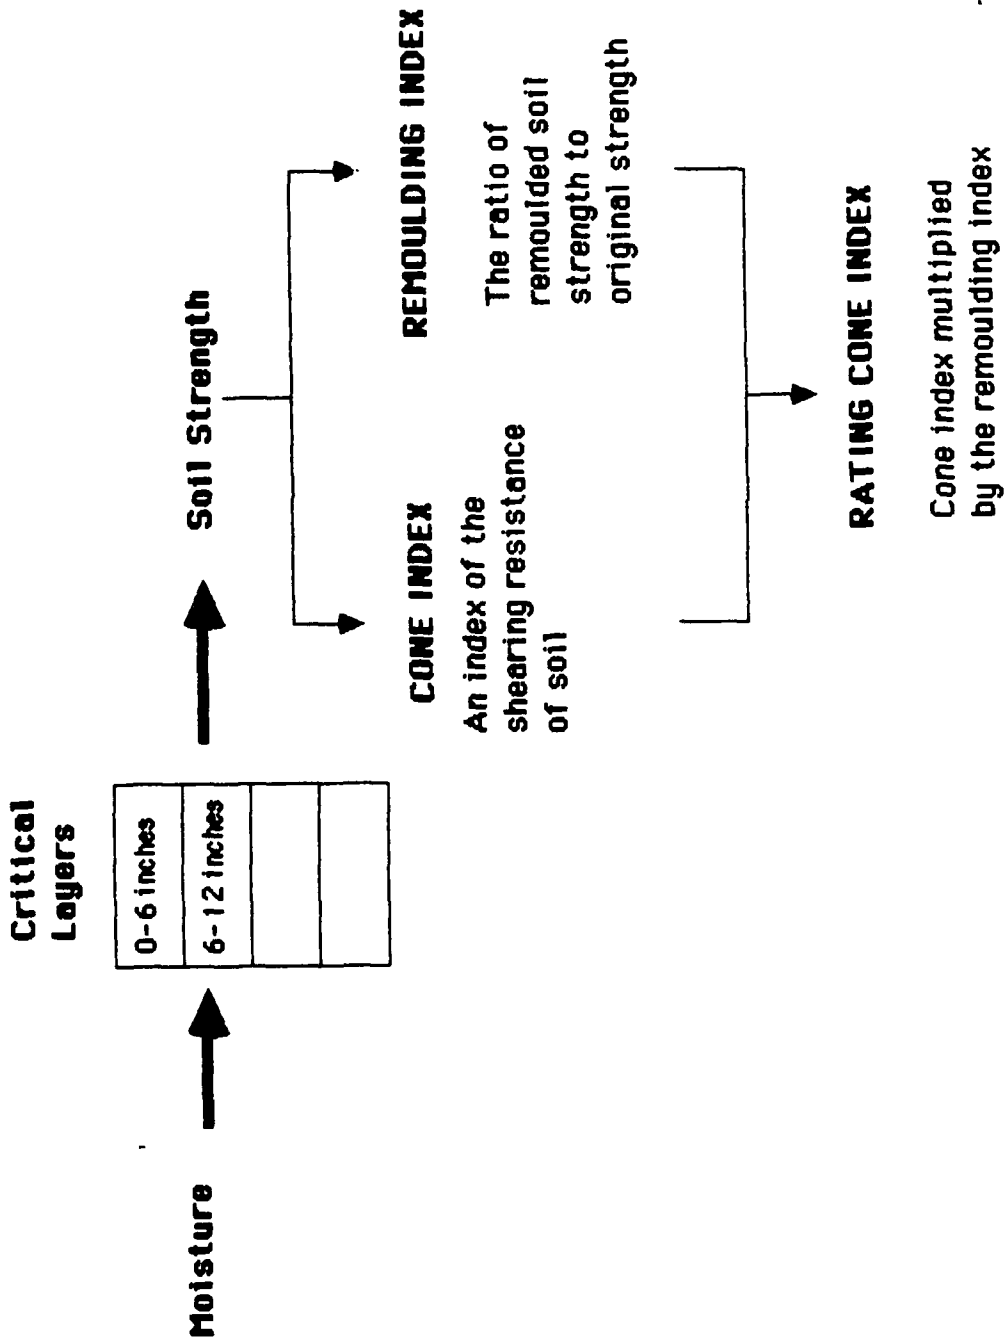 Critical
Layers
Moisture
0-6 inches
6-12 inches
Soil Strength
CONE INDEX
An index of the
shearing resistance
of soil
REMOULDING INDEX
The ratio of
remoulded soil
strength to
original strength
RATING CONE INDEX
Cone index multiplied
by the remoulding index